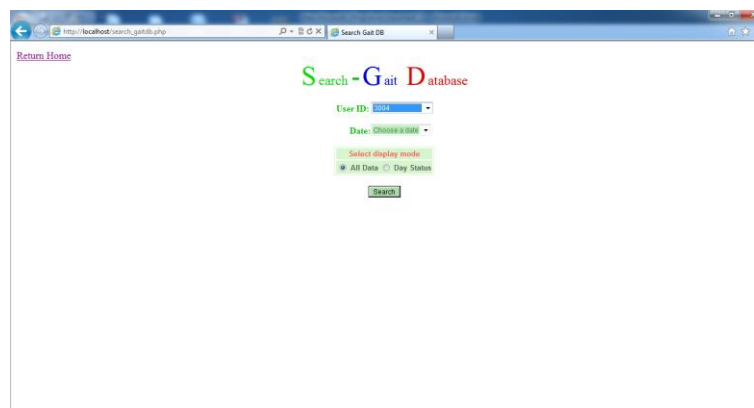 http://localhost/search_gaitdb.php
Search Gait DB
Return Home
Search - Gait Database
User ID: 3004
Date: Choose a date
Select display mode
All Data Day Status
Search